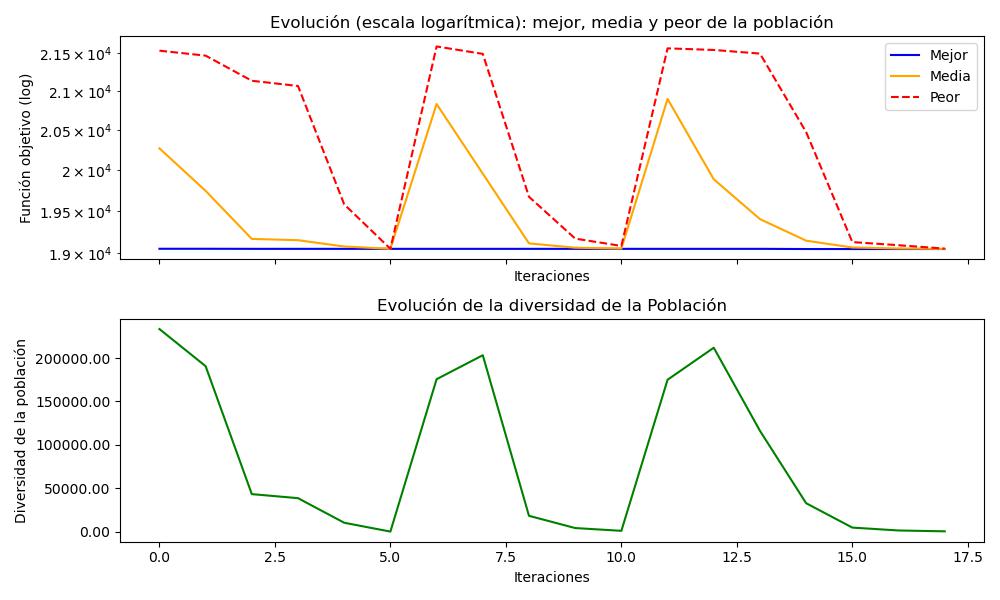 Evolución (escala logarítmica): mejor, media y peor de la población
Función objetivo (log)
2.15 × 10⁴
2.1 × 10⁴
2.05 × 10⁴
2 × 10⁴
1.95 × 10⁴
1.9 × 10⁴
Mejor
Media
Peor
Iteraciones
Evolución de la diversidad de la Población
Diversidad de la población
200000.00
150000.00
100000.00
50000.00
0.00
0.0 2.5 5.0 7.5 10.0 12.5 15.0 17.5
Iteraciones